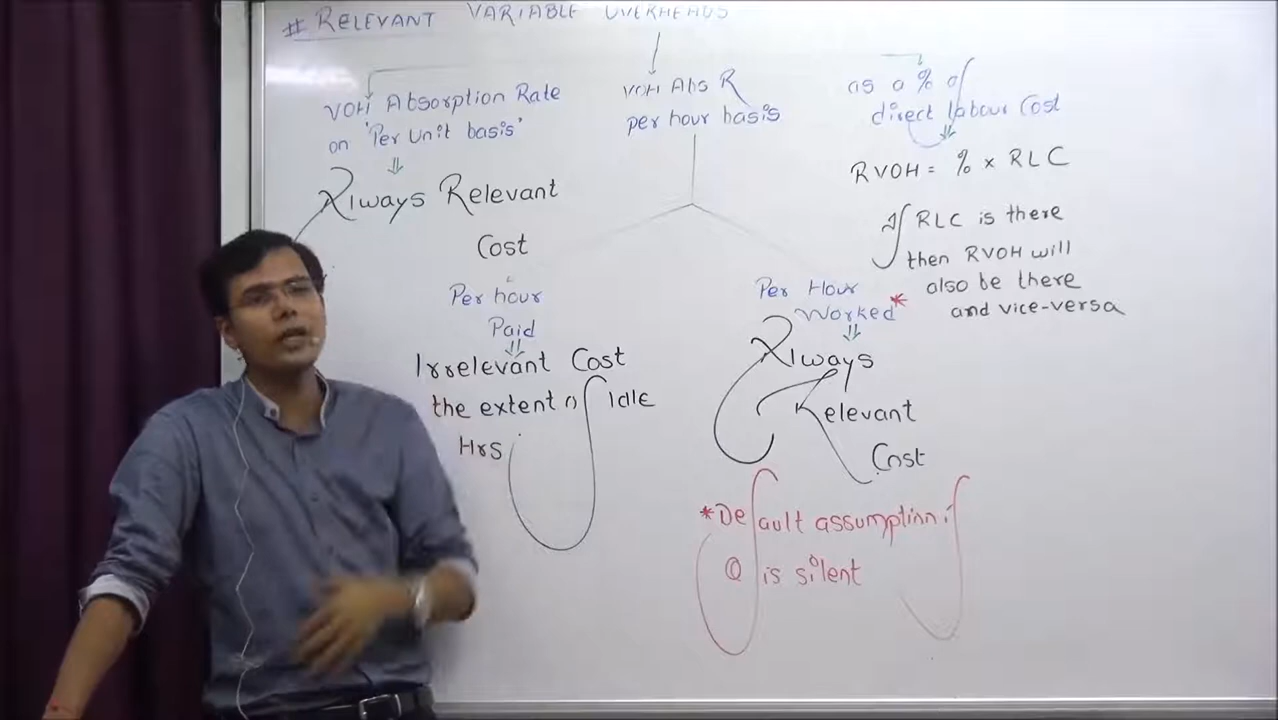 # RELEVANT VARIABLE OVERHEADS
VOH Absorption Rate
on 'Per Unit basis'
Always Relevant
Cost
VOH Abs R
per hour basis
Per hour
Paid
Irrelevant Cost
the extent of Idle
Hrs
Per Hour
Worked*
Always
Relevant
Cost
*Default assumption if
Q is silent
as a % of
direct labour Cost
RVOH = % × RLC
If RLC is there
then RVOH will
also be there
and vice-versa